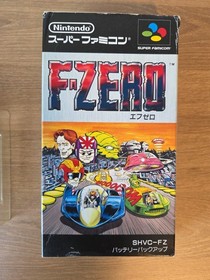 Nintendo
スーパーファミコン
SUPER FAMICOM
F-ZERO
TM
エフゼロ
SHVC-FZ
バッテリーバックアップ